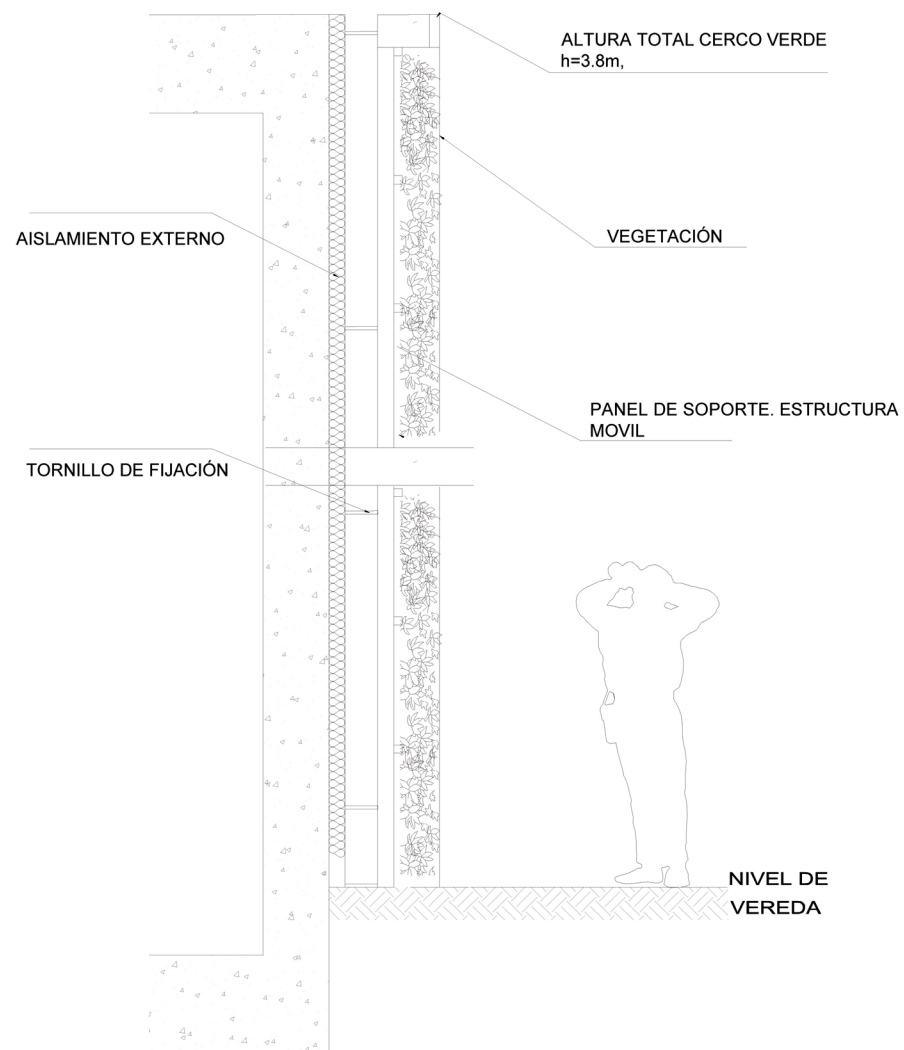 ALTURA TOTAL CERCO VERDE
h=3.8m,
AISLAMIENTO EXTERNO
VEGETACIÓN
PANEL DE SOPORTE. ESTRUCTURA
MOVIL
TORNILLO DE FIJACIÓN
NIVEL DE
VEREDA